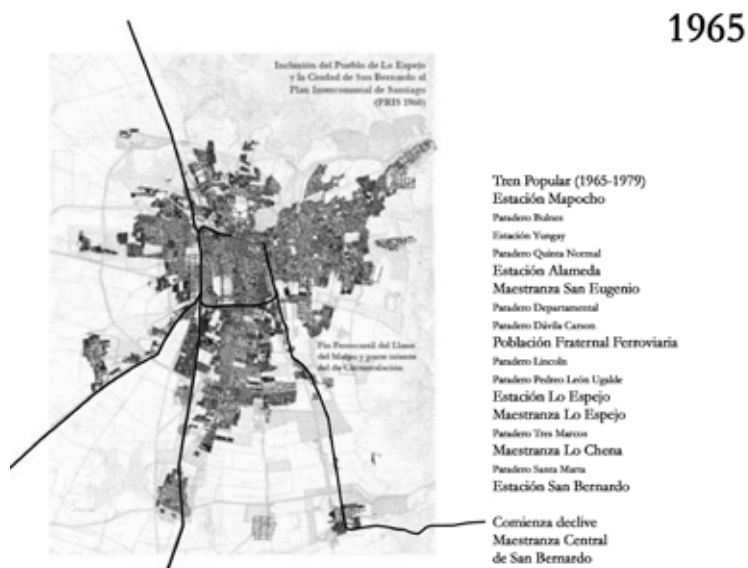 1965
Inclusión del Pueblo de Lo Espejo
y la Ciudad de San Bernardo al
Plan Intercomunal de Santiago
(PRIS 1960)
Fin Ferrocarril del Llano
del Maipo y parte oriente
del de Circunvalación.
Tren Popular (1965-1979)
Estación Mapocho
Paradero Bulnes
Estación Yungay
Paradero Quinta Normal
Estación Alameda
Maestranza San Eugenio
Paradero Departamental
Paradero Dávila Carson
Población Fraternal Ferroviaria
Paradero Lincoln
Paradero Pedreo León Ugalde
Estación Lo Espejo
Maestranza Lo Espejo
Paradero Tres Marcos
Maestranza Lo Chena
Paradero Santa Marta
Estación San Bernardo
Comienza declive
Maestranza Central
de San Bernardo